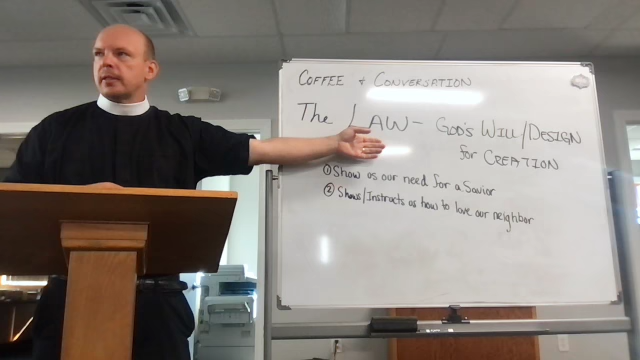 COFFEE + CONVERSATION
The LAW - GOD'S WILL/DESIGN
for CREATION
① Show us our need for a Savior
② Shows/Instructs us how to love our neighbor